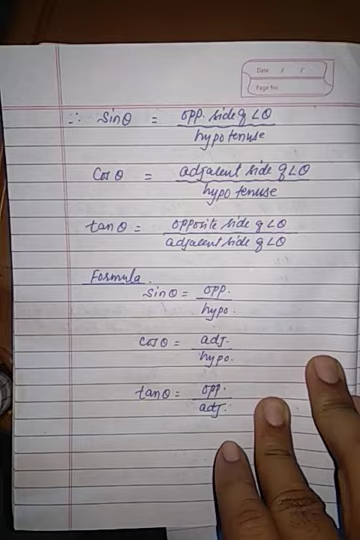 Date / /
Page No
∴ Sinθ = opp. side of ∠θ / hypotenuse
Cosθ = adjacent side of ∠θ / hypotenuse
tanθ = opposite side of ∠θ / adjacent side of ∠θ
Formula.
sinθ = opp. / hypo.
cosθ = adj. / hypo.
tanθ = opp. / adj.